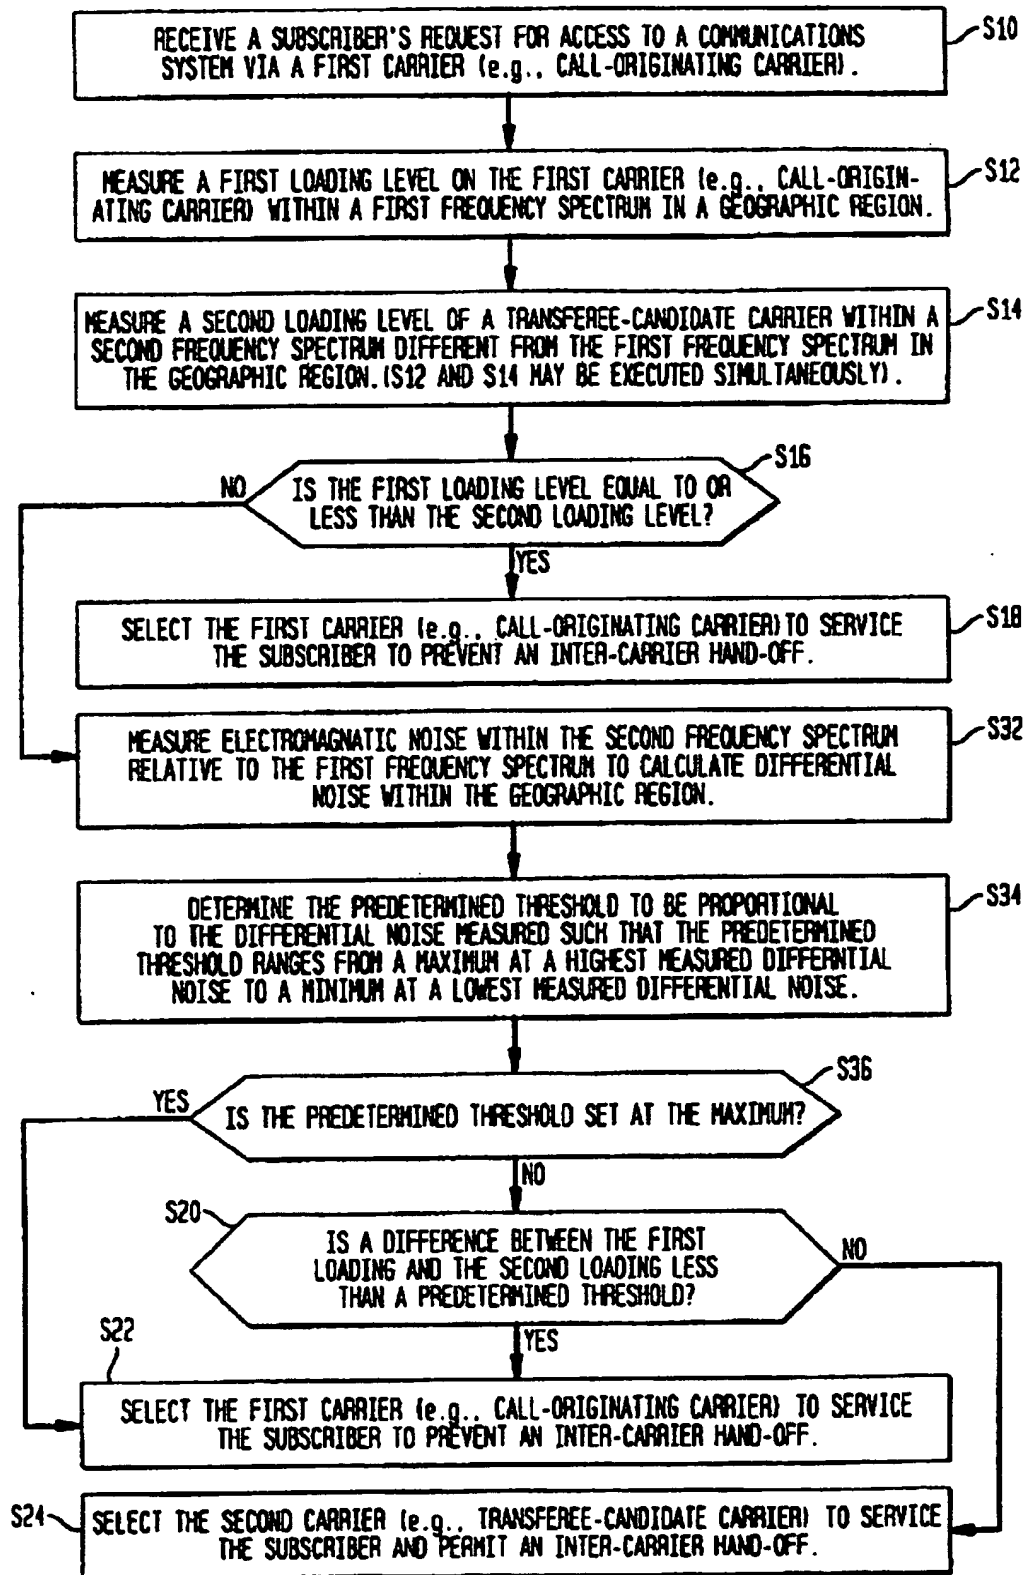 RECEIVE A SUBSCRIBER'S REQUEST FOR ACCESS TO A COMMUNICATIONS
SYSTEM VIA A FIRST CARRIER (e.g., CALL-ORIGINATING CARRIER).
S10
MEASURE A FIRST LOADING LEVEL ON THE FIRST CARRIER (e.g., CALL-ORIGIN-
ATING CARRIER) WITHIN A FIRST FREQUENCY SPECTRUM IN A GEOGRAPHIC REGION.
S12
MEASURE A SECOND LOADING LEVEL OF A TRANSFEREE-CANDIDATE CARRIER WITHIN A
SECOND FREQUENCY SPECTRUM DIFFERENT FROM THE FIRST FREQUENCY SPECTRUM IN
THE GEOGRAPHIC REGION.(S12 AND S14 MAY BE EXECUTED SIMULTANEOUSLY).
S14
S16
NO
IS THE FIRST LOADING LEVEL EQUAL TO OR
LESS THAN THE SECOND LOADING LEVEL?
YES
SELECT THE FIRST CARRIER (e.g., CALL-ORIGINATING CARRIER)TO SERVICE
THE SUBSCRIBER TO PREVENT AN INTER-CARRIER HAND-OFF.
S18
MEASURE ELECTROMAGNATIC NOISE WITHIN THE SECOND FREQUENCY SPECTRUM
RELATIVE TO THE FIRST FREQUENCY SPECTRUM TO CALCULATE DIFFERENTIAL
NOISE WITHIN THE GEOGRAPHIC REGION.
S32
DETERMINE THE PREDETERMINED THRESHOLD TO BE PROPORTIONAL
TO THE DIFFERENTIAL NOISE MEASURED SUCH THAT THE PREDETERMINED
THRESHOLD RANGES FROM A MAXIMUM AT A HIGHEST MEASURED DIFFERNTIAL
NOISE TO A MINIMUM AT A LOWEST MEASURED DIFFERENTIAL NOISE.
S34
S36
YES
IS THE PREDETERMINED THRESHOLD SET AT THE MAXIMUM?
NO
S20
IS A DIFFERENCE BETWEEN THE FIRST
LOADING AND THE SECOND LOADING LESS
THAN A PREDETERMINED THRESHOLD?
NO
YES
S22
SELECT THE FIRST CARRIER (e.g., CALL-ORIGINATING CARRIER) TO SERVICE
THE SUBSCRIBER TO PREVENT AN INTER-CARRIER HAND-OFF.
S24
SELECT THE SECOND CARRIER (e.g., TRANSFEREE-CANDIDATE CARRIER) TO SERVICE
THE SUBSCRIBER AND PERMIT AN INTER-CARRIER HAND-OFF.